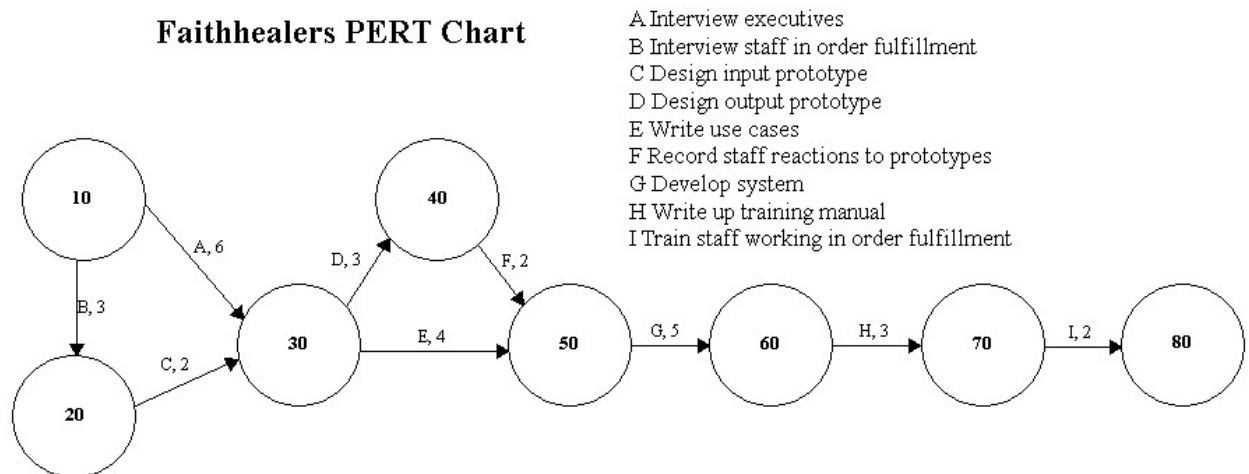 Faithhealers PERT Chart
A Interview executives
B Interview staff in order fulfillment
C Design input prototype
D Design output prototype
E Write use cases
F Record staff reactions to prototypes
G Develop system
H Write up training manual
I Train staff working in order fulfillment
10
40
A, 6
D, 3
F, 2
B, 3
30
E, 4
50
G, 5
60
H, 3
70
I, 2
80
C, 2
20